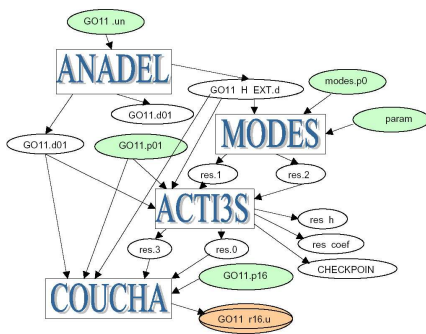 GO11 .un
ANADEL
GO11 H EXT.d
modes.p0
GO11.d01
param
MODES
GO11.d01
GO11.p01
res.1
res.2
ACTI3S
res h
res.3
res.0
res coef
GO11.p16
CHECKPOIN
COUCHA
GO11 r16.u